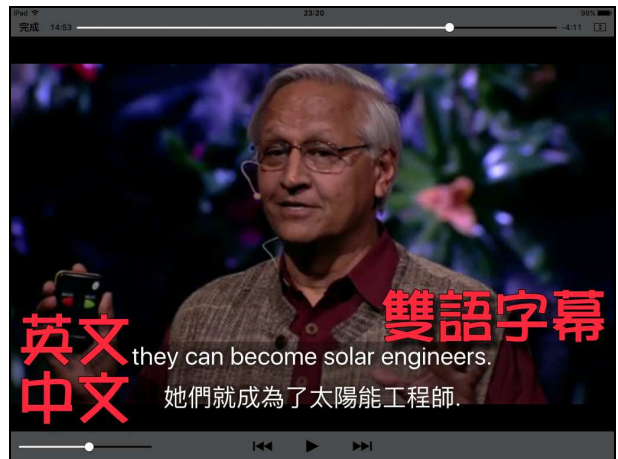 iPad 23:20 98%
完成 14:53 -4:11
雙語字幕
英文
they can become solar engineers.
中文
她們就成為了太陽能工程師.